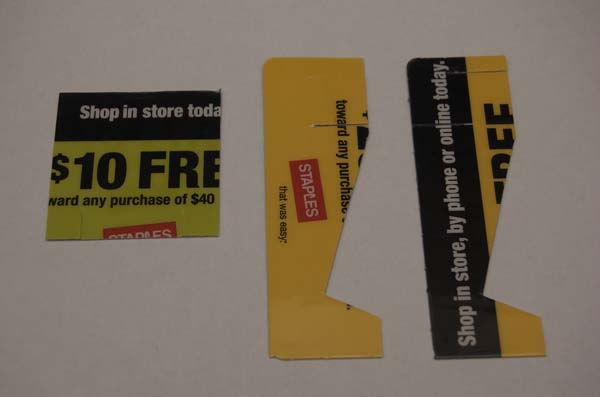 Shop in store toda
$10 FRE
ward any purchase of $40
STAPLES
toward any purchase
STAPLES
that was easy.
Shop in store, by phone or online today.
FREE